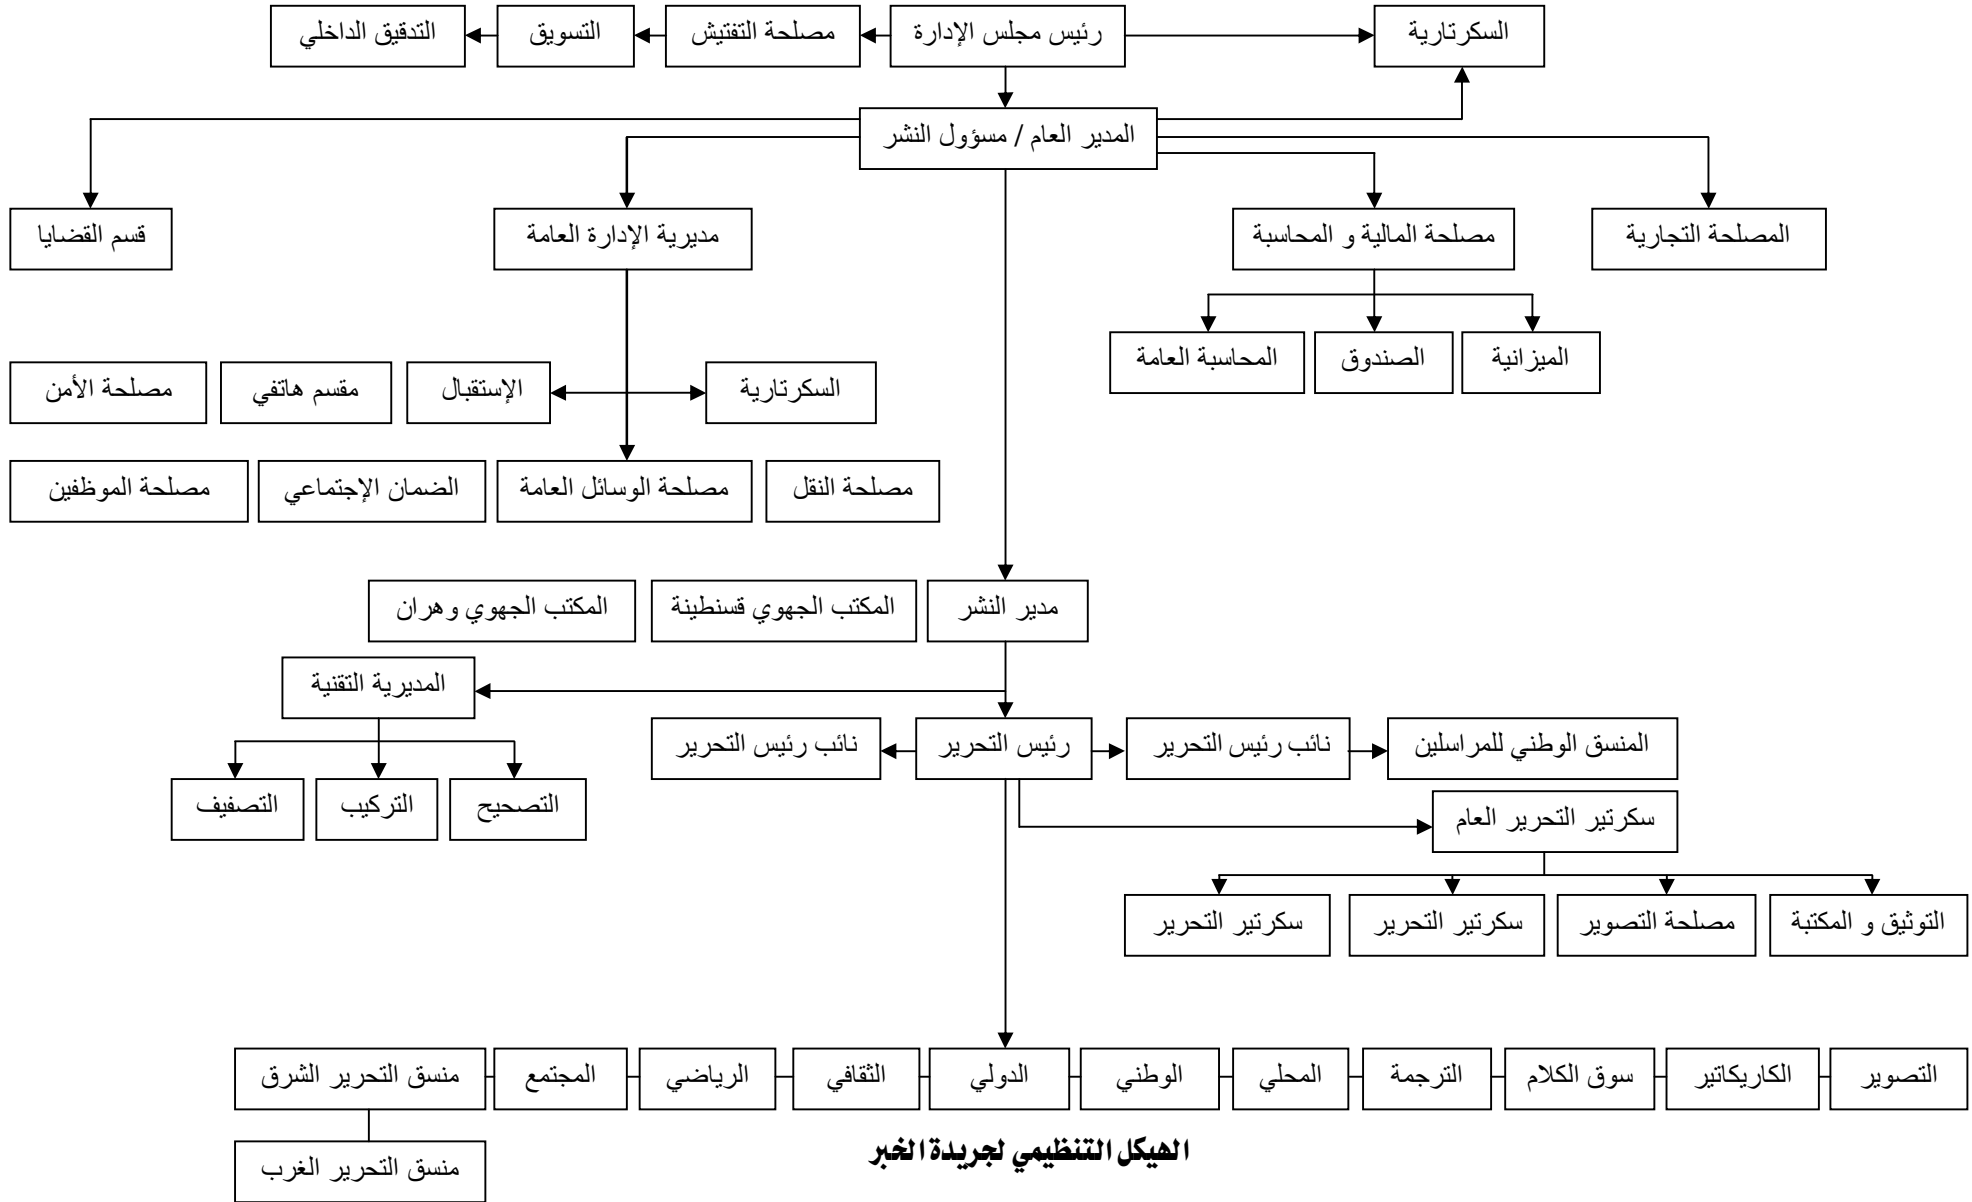 السكرتارية
رئيس مجلس الإدارة
مصلحة التفتيش
التسويق
التدقيق الداخلي
المدير العام / مسؤول النشر
المصلحة التجارية
مصلحة المالية و المحاسبة
مديرية الإدارة العامة
قسم القضايا
الميزانية
الصندوق
المحاسبة العامة
السكرتارية
الإستقبال
مقسم هاتفي
مصلحة الأمن
مصلحة النقل
مصلحة الوسائل العامة
الضمان الإجتماعي
مصلحة الموظفين
مدير النشر
المكتب الجهوي قسنطينة
المكتب الجهوي وهران
المديرية التقنية
المنسق الوطني للمراسلين
نائب رئيس التحرير
رئيس التحرير
نائب رئيس التحرير
التصحيح
التركيب
التصفيف
سكرتير التحرير العام
التوثيق و المكتبة
مصلحة التصوير
سكرتير التحرير
سكرتير التحرير
التصوير
الكاريكاتير
سوق الكلام
الترجمة
المحلي
الوطني
الدولي
الثقافي
الرياضي
المجتمع
منسق التحرير الشرق
منسق التحرير الغرب
الهيكل التنظيمي لجريدة الخبر